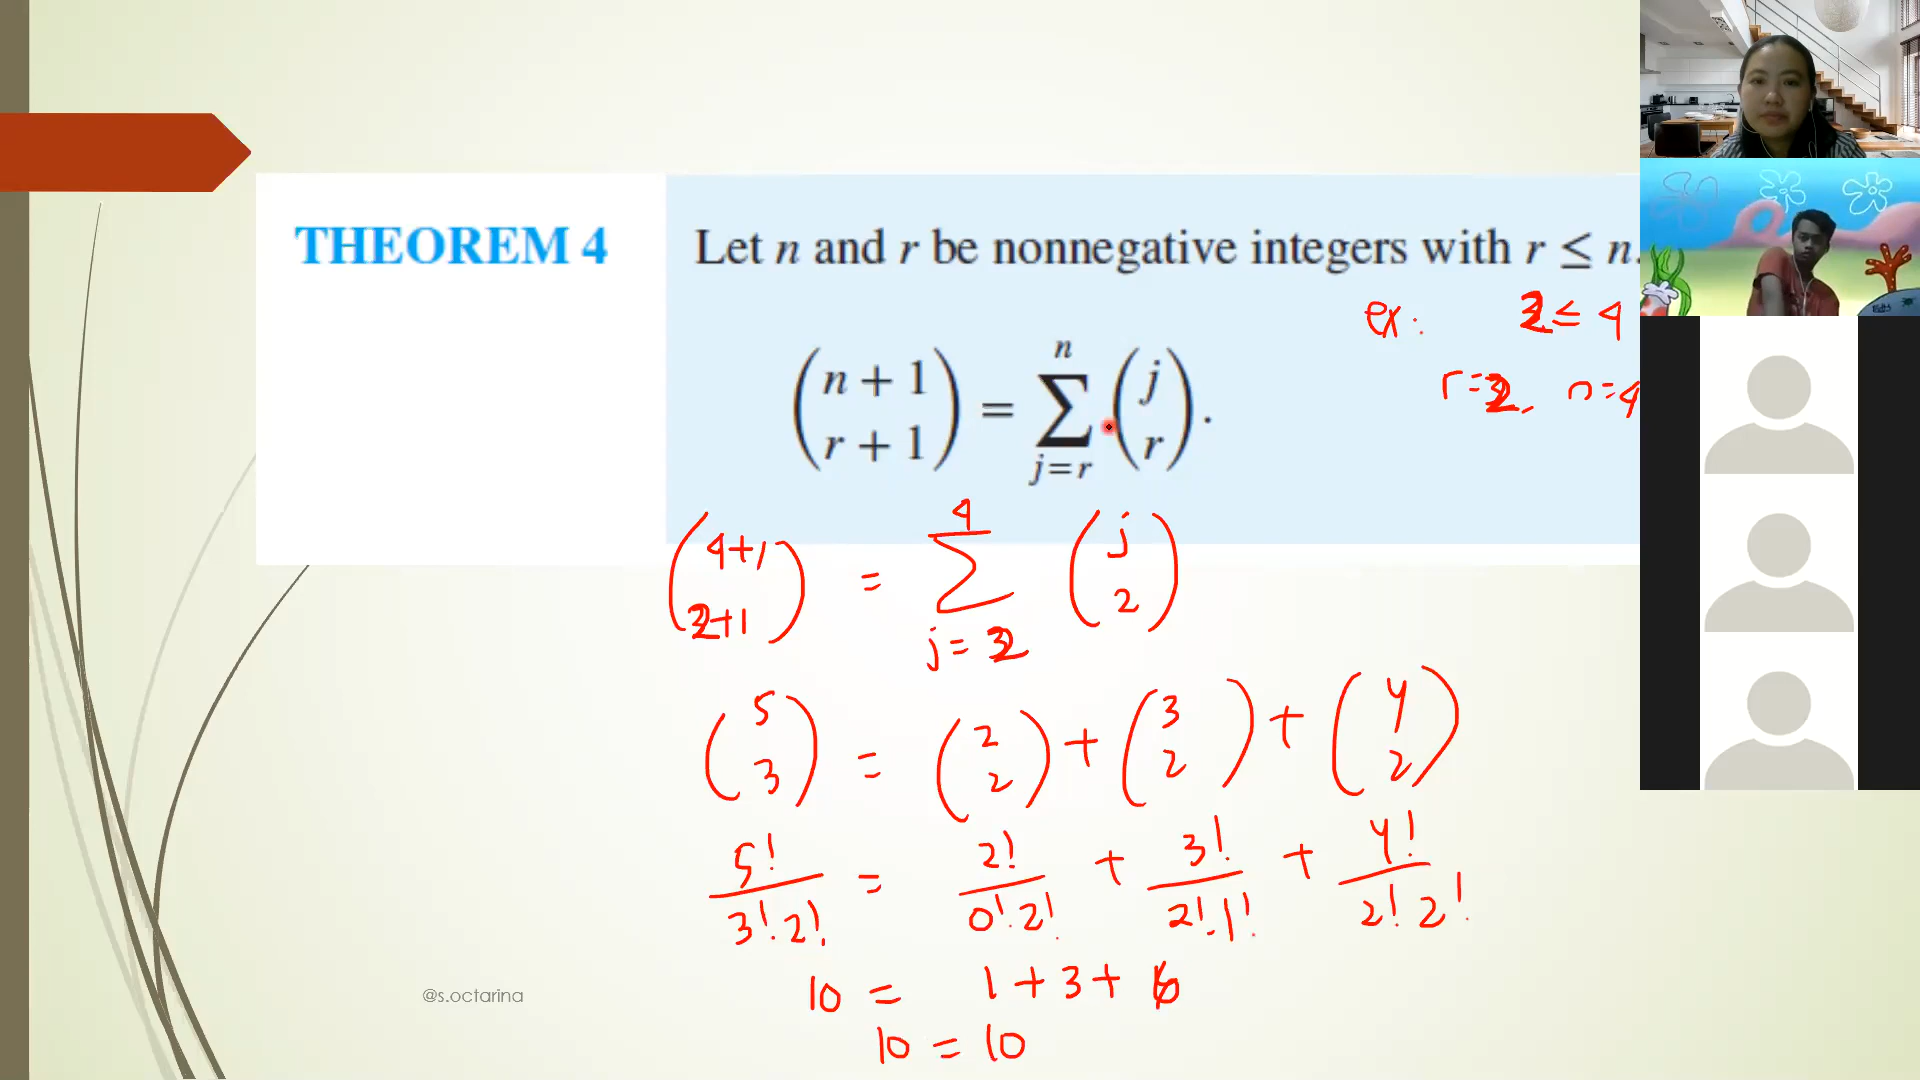 THEOREM 4
Let n and r be nonnegative integers with r ≤ n.
ex: 2 ≤ 4
r = 2, n = 4
(n + 1 / r + 1) = ∑_{j=r}^{n} (j / r).
(4+1 / 2+1) = ∑_{j=2}^{4} (j / 2)
(5 / 3) = (2 / 2) + (3 / 2) + (4 / 2)
5! / 3!.2! = 2! / 0!.2! + 3! / 2!.1! + 4! / 2! 2!
10 = 1 + 3 + 6
10 = 10
@s.octarina